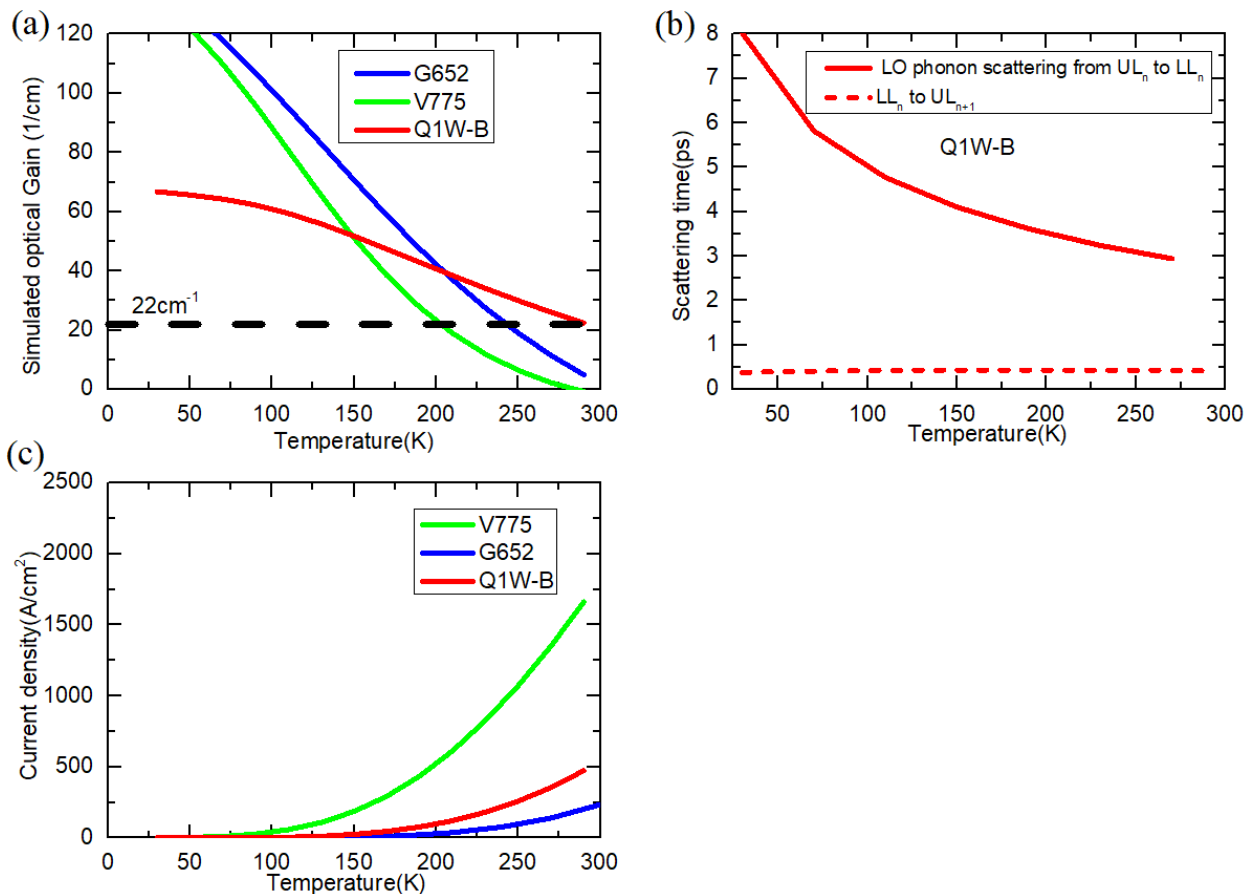 (a)
Simulated optical Gain (1/cm)
120
100
80
60
40
20
0
G652
V775
Q1W-B
22cm⁻¹
0 50 100 150 200 250 300
Temperature(K)
(b)
Scattering time(ps)
8
7
6
5
4
3
2
1
0
LO phonon scattering from ULₙ to LLₙ
LLₙ to ULₙ₊₁
Q1W-B
50 100 150 200 250 300
Temperature(K)
(c)
Current density(A/cm²)
2500
2000
1500
1000
500
0
V775
G652
Q1W-B
0 50 100 150 200 250 300
Temperature(K)